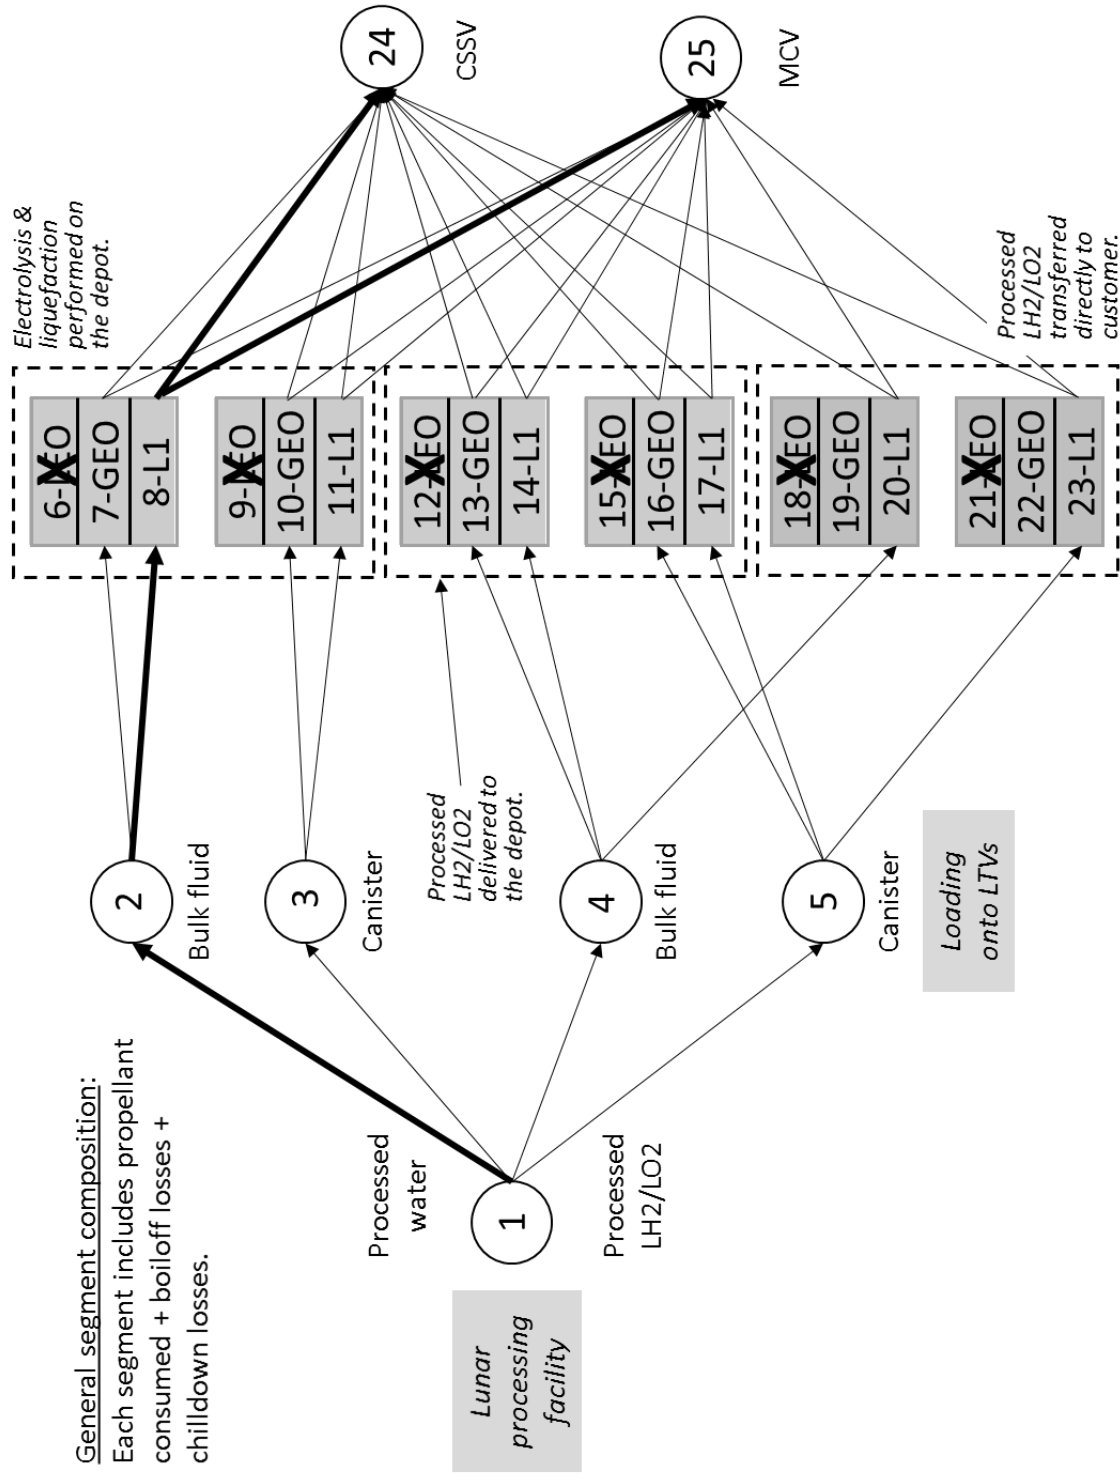 General segment composition:
Each segment includes propellant
consumed + boiloff losses +
chilldown losses.
Lunar
processing
facility
Processed
water
1
Processed
LH2/LO2
2
Bulk fluid
3
Canister
Processed
LH2/LO2
delivered to
the depot.
4
Bulk fluid
5
Canister
Loading
onto LTVs
Electrolysis &
liquefaction
performed on
the depot.
6-LEO
7-GEO
8-L1
9-LEO
10-GEO
11-L1
12-LEO
13-GEO
14-L1
15-LEO
16-GEO
17-L1
18-LEO
19-GEO
20-L1
21-LEO
22-GEO
23-L1
Processed
LH2/LO2
transferred
directly to
customer.
24
CSSV
25
MCV